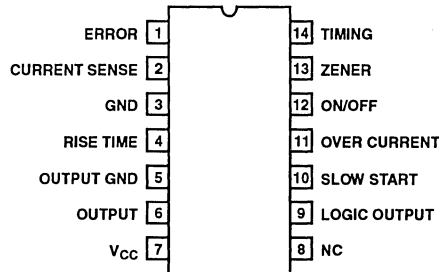 ERROR 1 14 TIMING
CURRENT SENSE 2 13 ZENER
GND 3 12 ON/OFF
RISE TIME 4 11 OVER CURRENT
OUTPUT GND 5 10 SLOW START
OUTPUT 6 9 LOGIC OUTPUT
VCC 7 8 NC